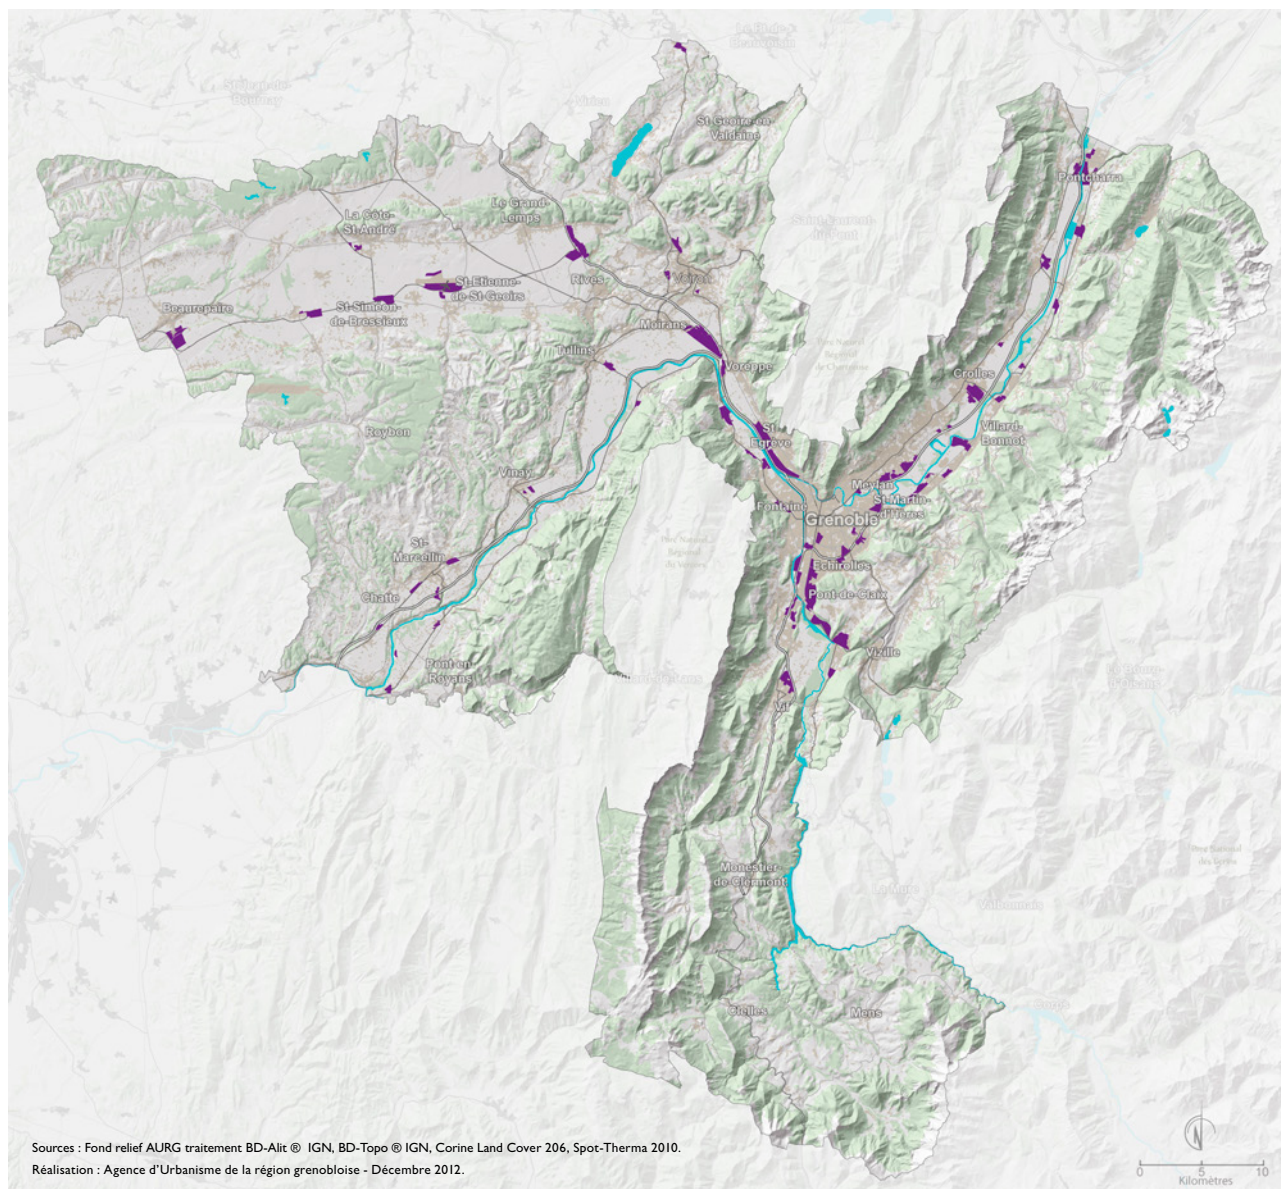 St-Geoire-en-
Valdaine
Pontcharra
Le Grand-
Lemps
La Côte-
St-André
Rives
Voiron
St-Etienne-
de-St-Geoirs
Beaurepaire
St-Siméon-
de-Bressieux
Moirans
Tullins
Voreppe
Crolles
Villard-
Bonnot
Roybon
St-
Egrève
Vinay
Meylan
St-Martin-
d'Hères
Fontaine
Grenoble
St-
Marcellin
Echirolles
Chatte
Pont-de-Claix
Vizille
Pont-en-
Royans
Vif
Monestier-
de-Clermont
La Mure
Valbonnais
Clelles
Mens
Sources : Fond relief AURG traitement BD-Alit ® IGN, BD-Topo ® IGN, Corine Land Cover 206, Spot-Therma 2010.
Réalisation : Agence d'Urbanisme de la région grenobloise - Décembre 2012.
N
0 5 10
Kilomètres